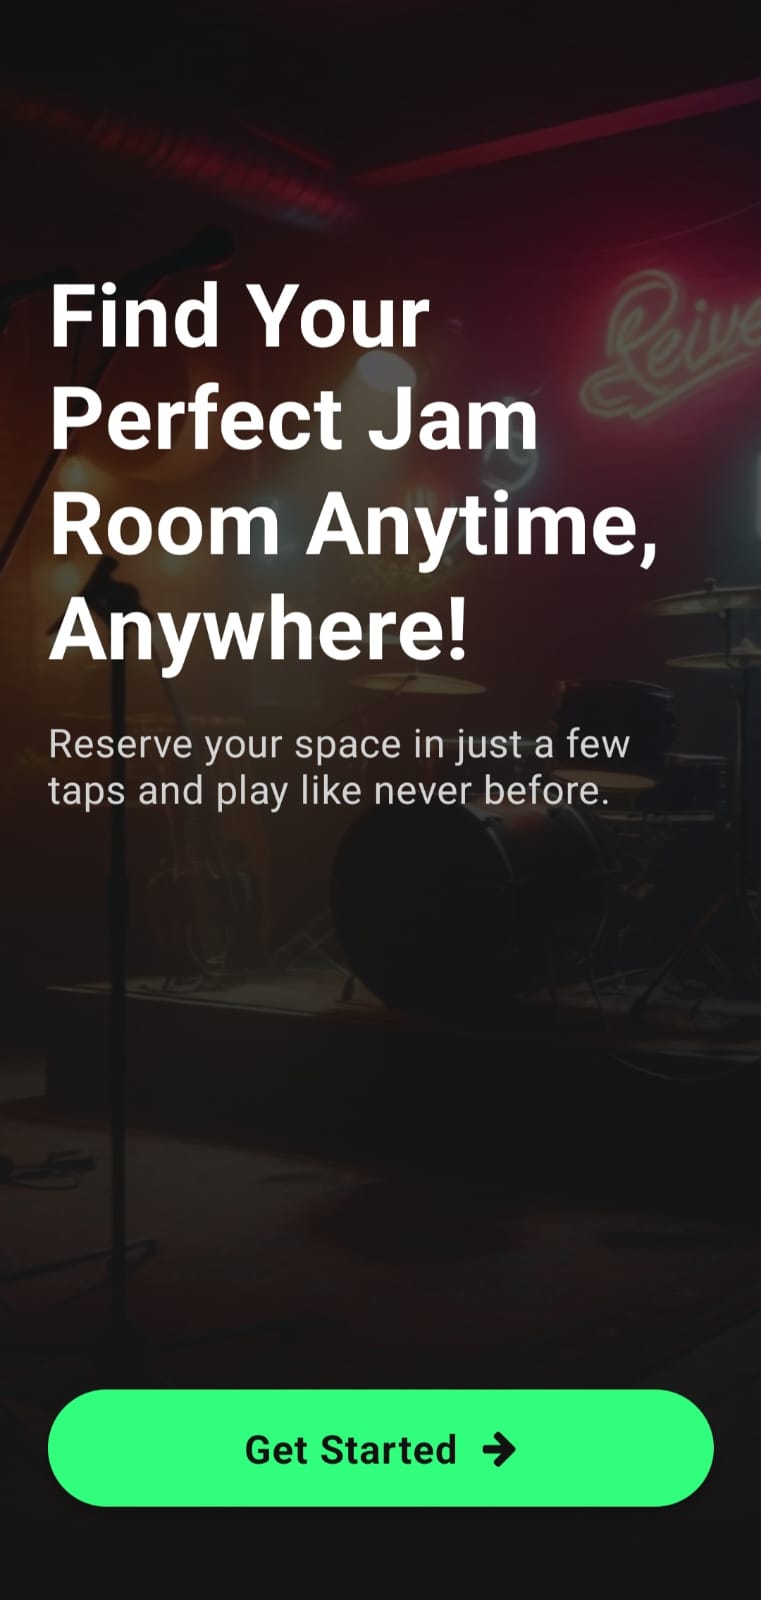 Find Your
Perfect Jam
Room Anytime,
Anywhere!
Reserve your space in just a few
taps and play like never before.
Get Started